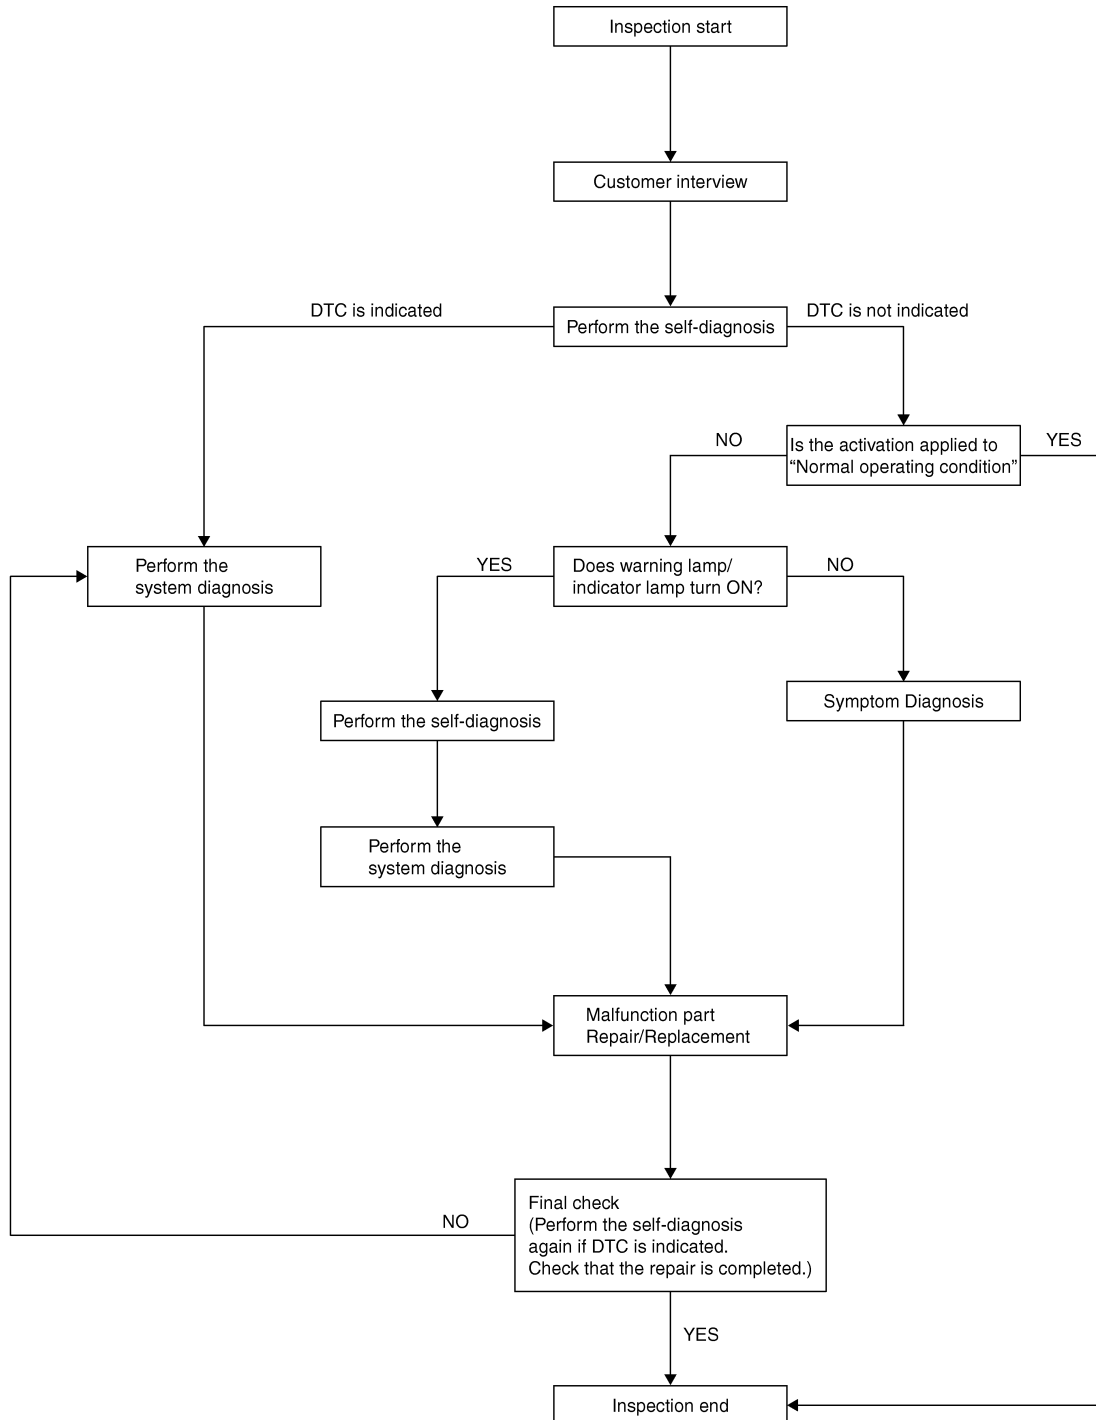 Inspection start
Customer interview
DTC is indicated
DTC is not indicated
Perform the self-diagnosis
NO
YES
Is the activation applied to
“Normal operating condition”
Perform the
system diagnosis
YES
Does warning lamp/
indicator lamp turn ON?
NO
Perform the self-diagnosis
Symptom Diagnosis
Perform the
system diagnosis
Malfunction part
Repair/Replacement
NO
Final check
(Perform the self-diagnosis
again if DTC is indicated.
Check that the repair is completed.)
YES
Inspection end